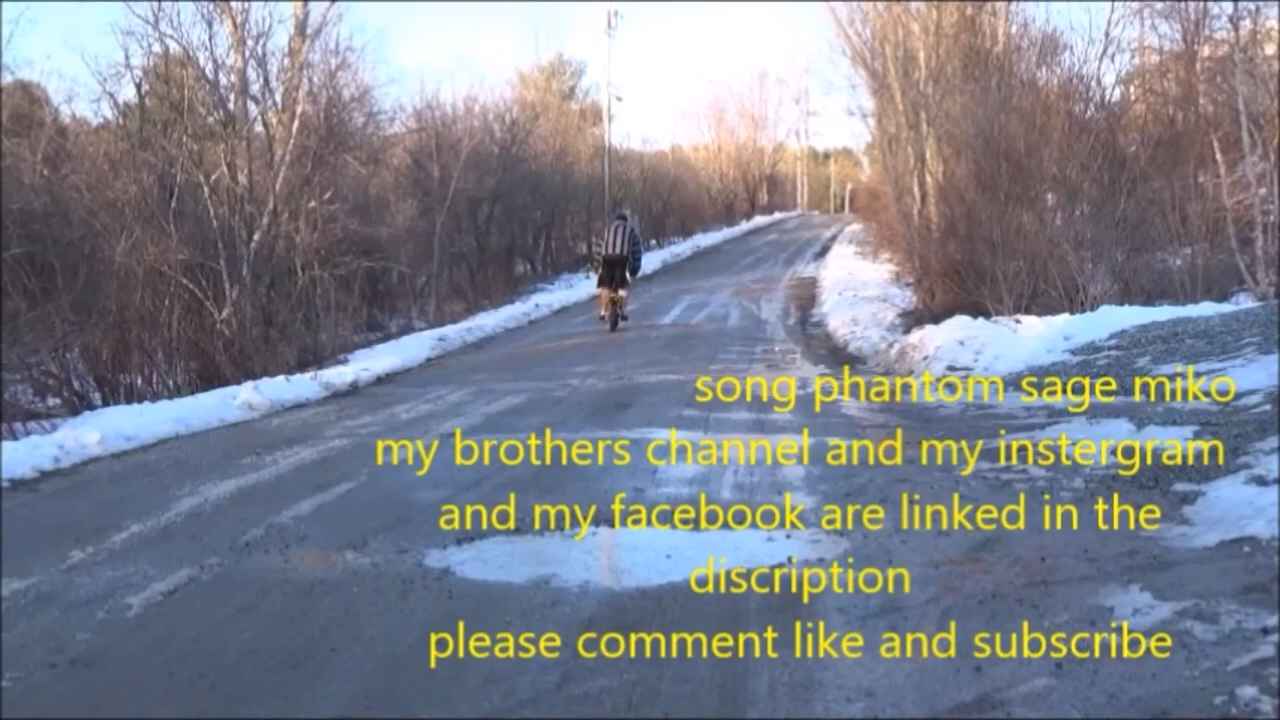 song phantom sage miko
my brothers channel and my instergram
and my facebook are linked in the
discription
please comment like and subscribe